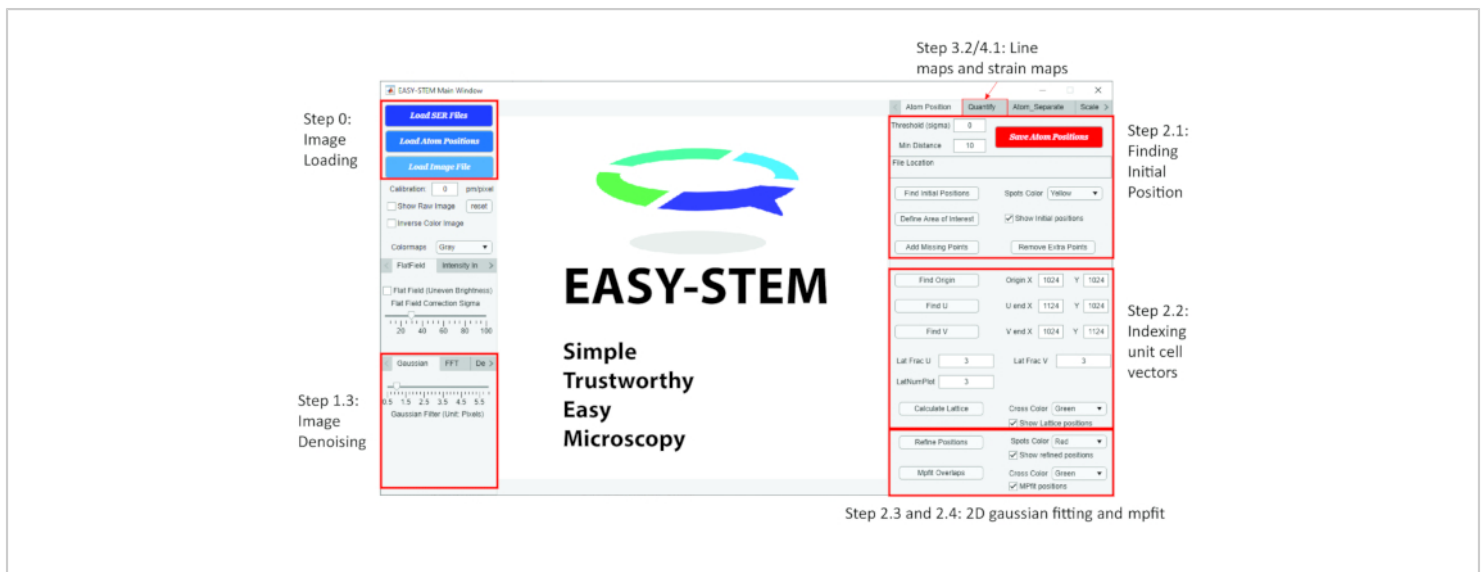 Step 3.2/4.1: Line
maps and strain maps
EASY-STEM Main Window
Step 0:
Image
Loading
Load SER Files
Load Atom Positions
Load Image File
Calibration 0 pm/pixel
Show Raw Image reset
Inverse Color Image
Colormaps Gray
FlatField Intensity In
Flat Field (Uneven Brightness)
Flat Field Correction Sigma
20 40 60 80 100
Step 1.3:
Image
Denoising
Gaussian FFT De
0.5 1.5 2.5 3.5 4.5 5.5
Gaussian Filter (Unit: Pixels)
EASY-STEM
Simple
Trustworthy
Easy
Microscopy
Atom Position Quantify Atom_Separate Scale
Threshold (sigma) 0
Save Atom Positions
Min Distance 10
File Location
Find Initial Positions Spots Color Yellow
Define Area of Interest Show Initial positions
Add Missing Points Remove Extra Points
Step 2.1:
Finding
Initial
Position
Find Origin Origin X 1024 Y 1024
Find U U end X 1124 Y 1024
Find V V end X 1024 Y 1124
Lat Frac U 3 Lat Frac V 3
LatNumPlot 3
Calculate Lattice Cross Color Green
Show Lattice positions
Step 2.2:
Indexing
unit cell
vectors
Refine Positions Spots Color Red
Show refined positions
Mpfit Overlaps Cross Color Green
MPfit positions
Step 2.3 and 2.4: 2D gaussian fitting and mpfit